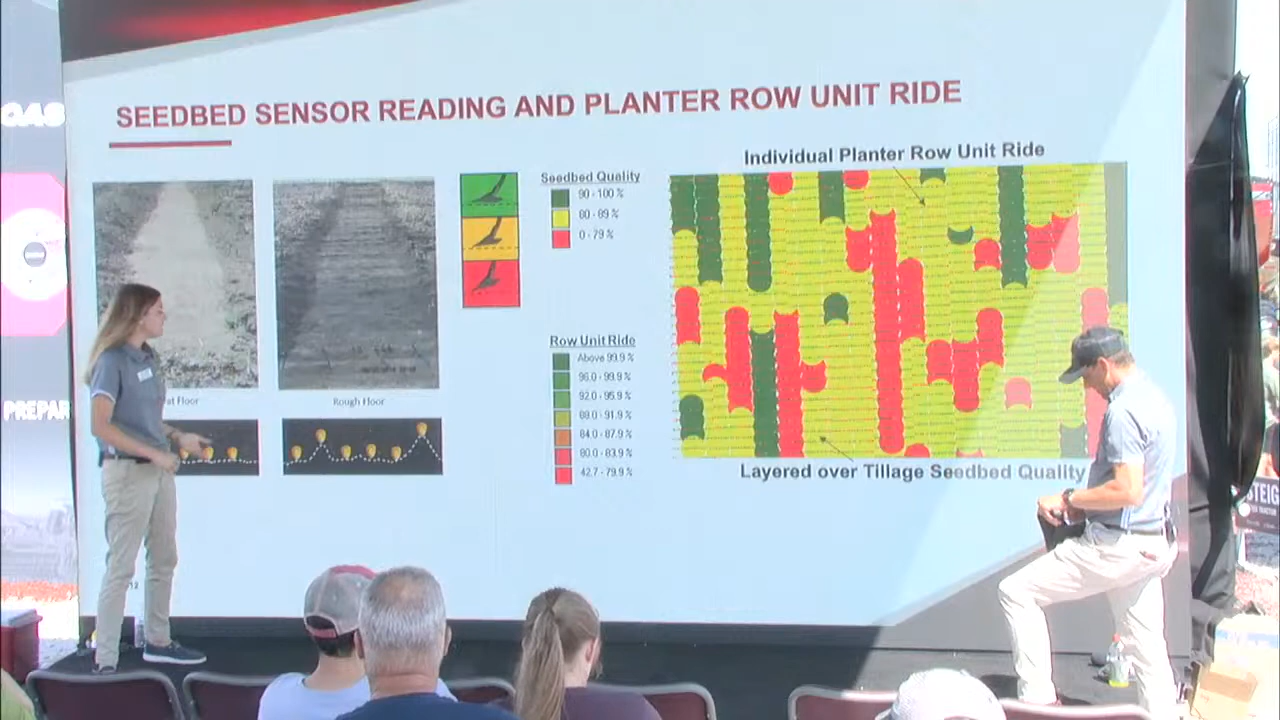 SEEDBED SENSOR READING AND PLANTER ROW UNIT RIDE
Individual Planter Row Unit Ride
Seedbed Quality
90 - 100 %
80 - 89 %
0 - 79 %
Row Unit Ride
Above 99.9 %
96.0 - 99.9 %
92.0 - 95.9 %
88.0 - 91.9 %
84.0 - 87.9 %
80.0 - 83.9 %
42.7 - 79.9 %
Floor
Rough Floor
Layered over Tillage Seedbed Quality
PREPAR
STEIG
12